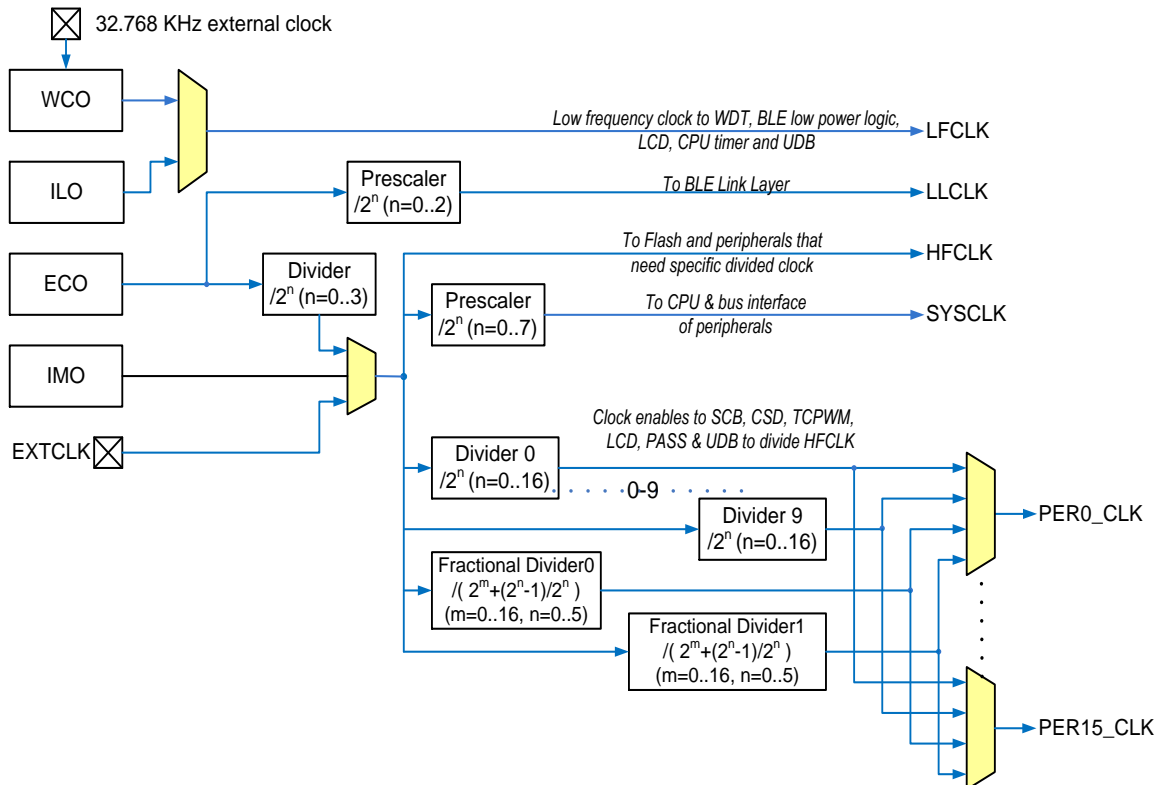 32.768 KHz external clock
WCO
Low frequency clock to WDT, BLE low power logic,
LCD, CPU timer and UDB
LFCLK
ILO
Prescaler
/2ⁿ (n=0..2)
To BLE Link Layer
LLCLK
ECO
Divider
/2ⁿ (n=0..3)
To Flash and peripherals that
need specific divided clock
HFCLK
Prescaler
/2ⁿ (n=0..7)
To CPU & bus interface
of peripherals
SYSCLK
IMO
EXTCLK
Clock enables to SCB, CSD, TCPWM,
LCD, PASS & UDB to divide HFCLK
Divider 0
/2ⁿ (n=0..16)
0-9
Divider 9
/2ⁿ (n=0..16)
PER0_CLK
Fractional Divider0
/( 2ᵐ+(2ⁿ-1)/2ⁿ )
(m=0..16, n=0..5)
Fractional Divider1
/( 2ᵐ+(2ⁿ-1)/2ⁿ )
(m=0..16, n=0..5)
PER15_CLK